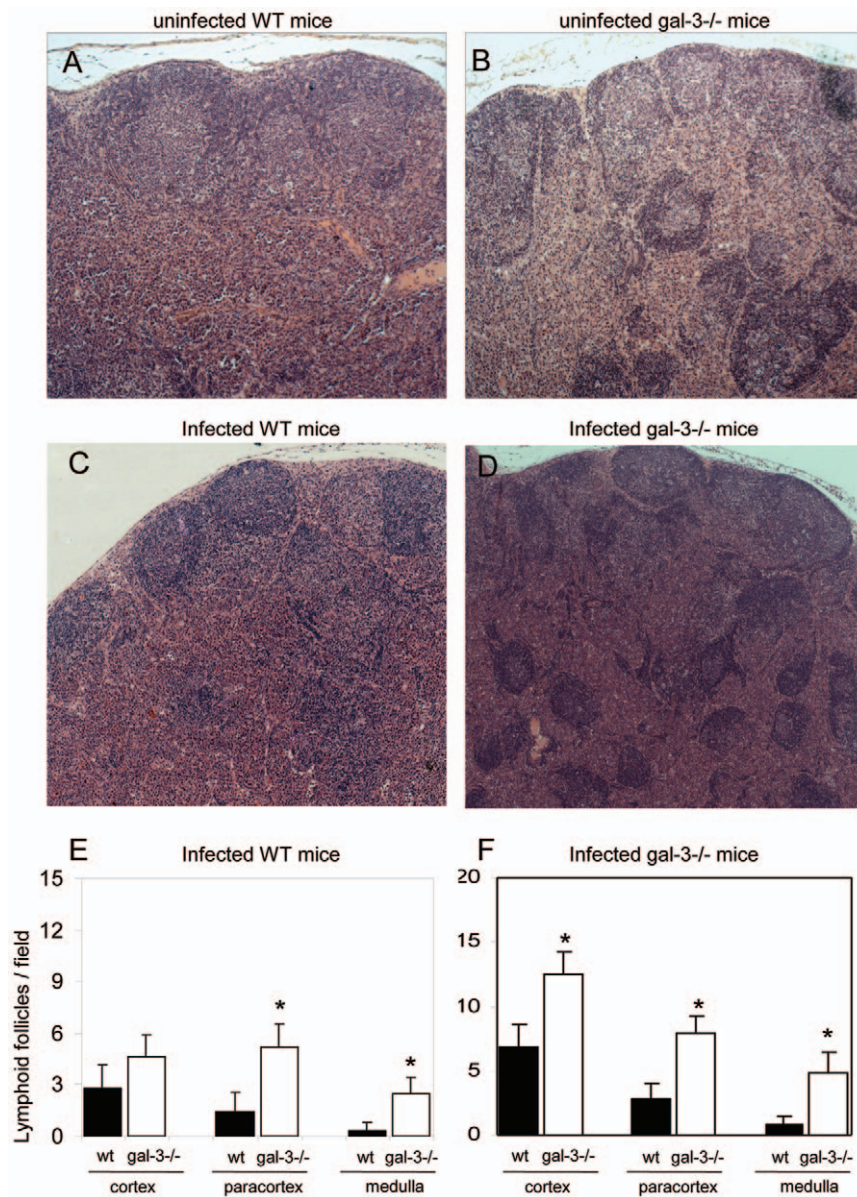 uninfected WT mice
uninfected gal-3-/- mice
A
B
Infected WT mice
Infected gal-3-/- mice
C
D
E
Infected WT mice
F
Infected gal-3-/- mice
Lymphoid follicles / field
15
12
9
6
3
0
*
*
wt gal-3-/- wt gal-3-/- wt gal-3-/-
cortex paracortex medulla
20
15
10
5
0
*
*
*
wt gal-3-/- wt gal-3-/- wt gal-3-/-
cortex paracortex medulla